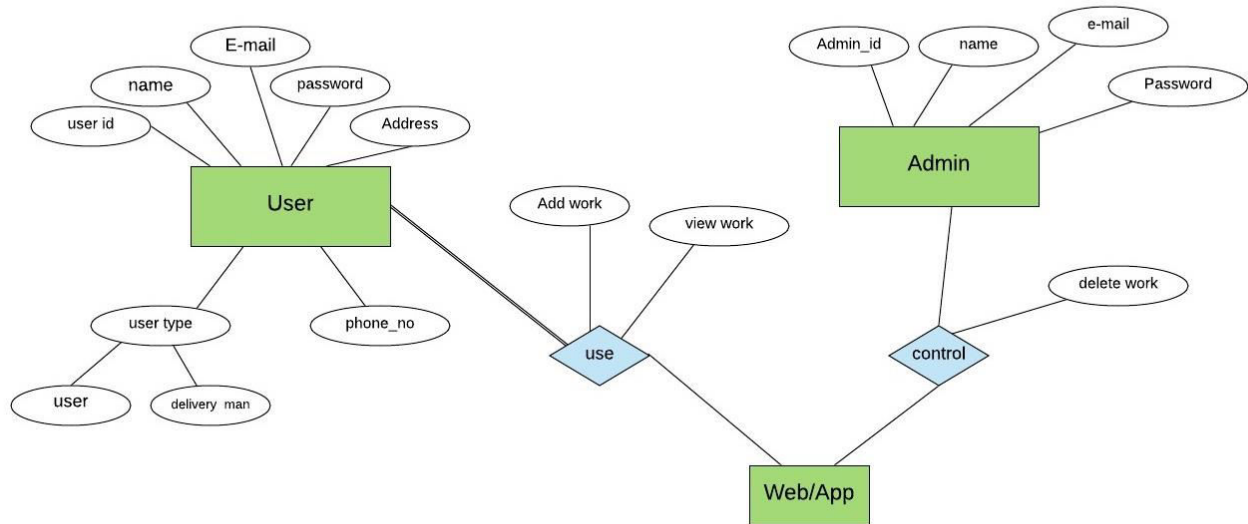 E-mail
name
password
user id
Address
User
user type
phone_no
user
delivery man
Add work
view work
use
Admin_id
name
e-mail
Password
Admin
delete work
control
Web/App